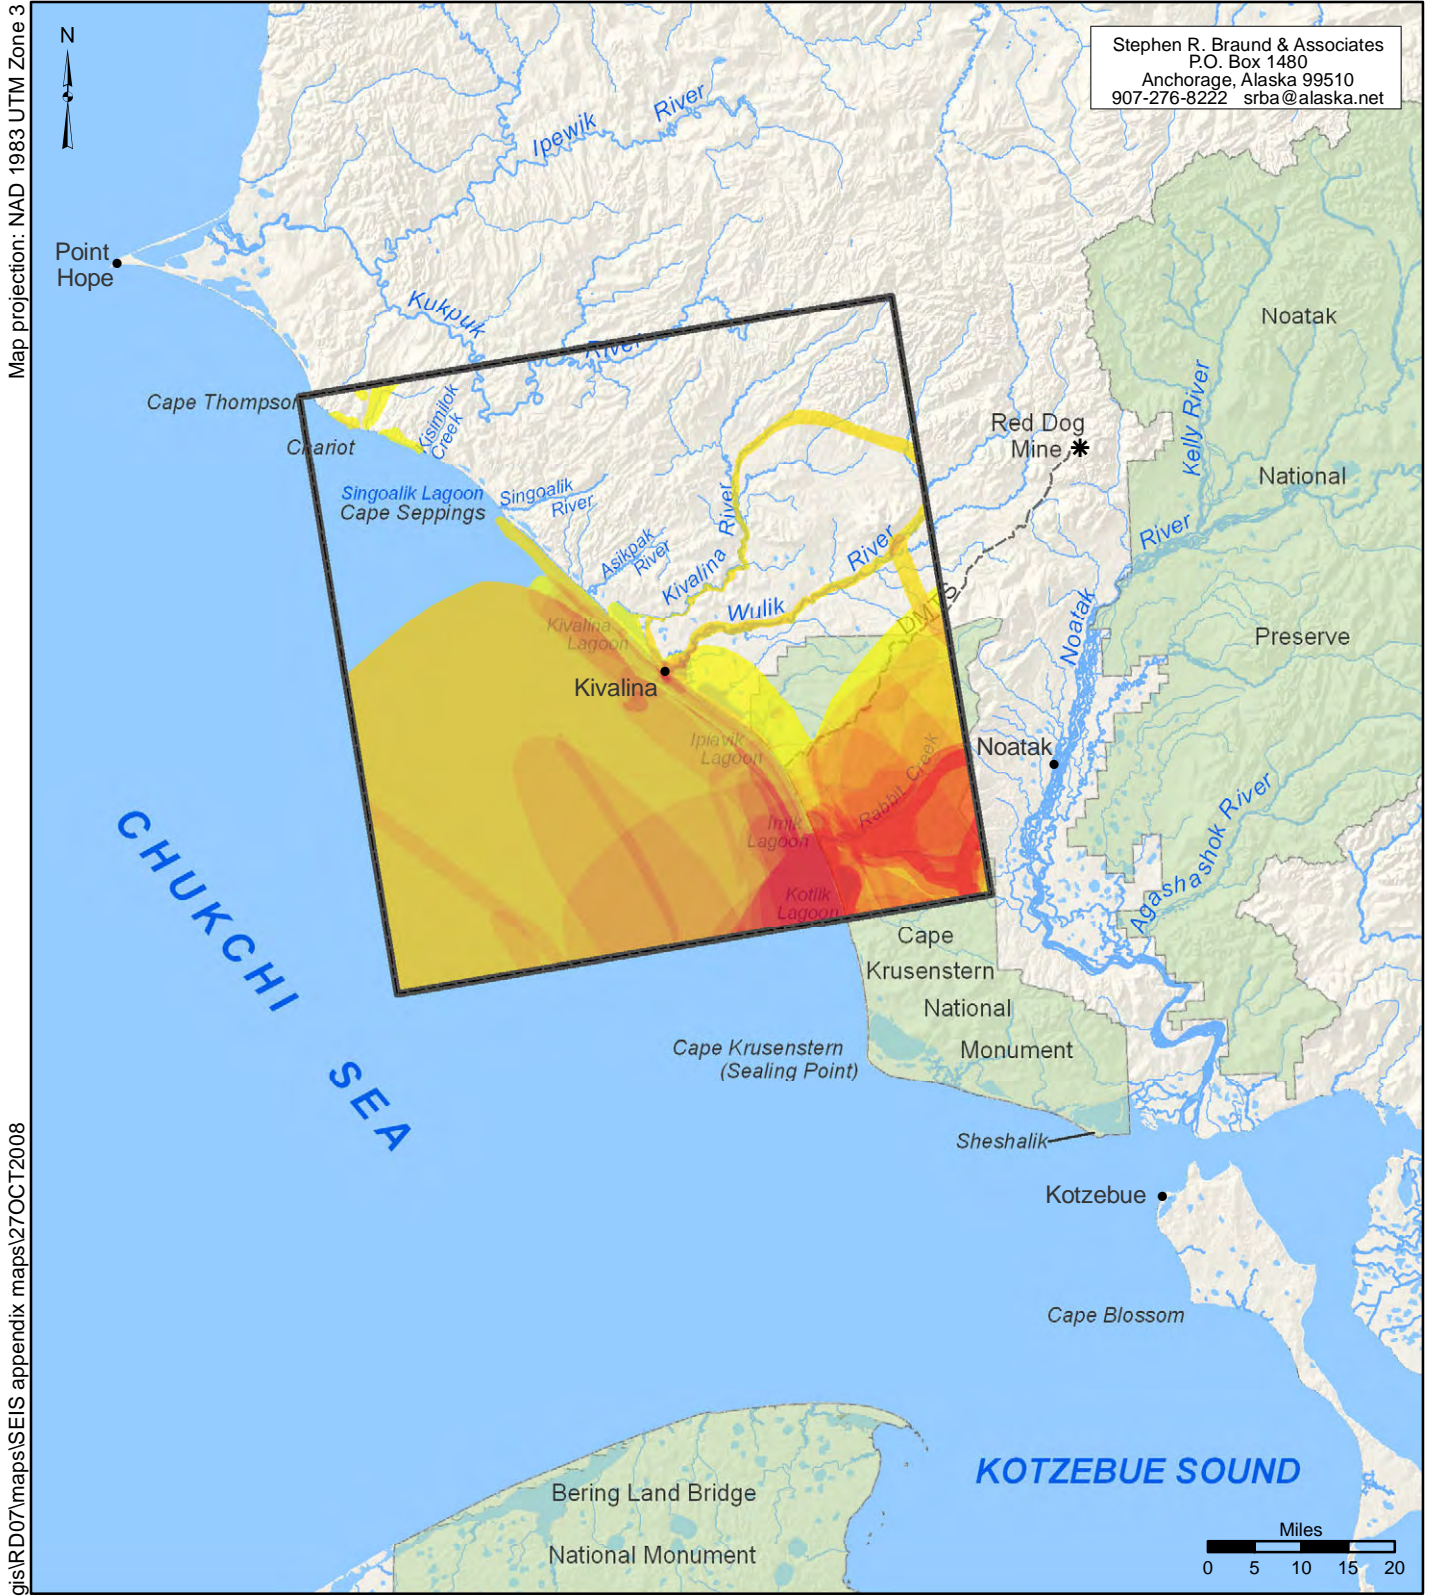 Map projection: NAD 1983 UTM Zone 3
gis\RD07\maps\SEIS appendix maps\27OCT2008
N
Stephen R. Braund & Associates
P.O. Box 1480
Anchorage, Alaska 99510
907-276-8222 srba@alaska.net
Ipewik River
Point
Hope
Kukpuk River
Noatak
Cape Thompson
Kisimilok
Creek
Chariot
Red Dog
Mine
Kelly River
National
Singoalik Lagoon
Cape Seppings
Singoalik
River
Asikpak
River
Kivalina River
Wulik River
River
DMTS
Noatak
Preserve
Kivalina
Lagoon
Kivalina
Ipiavik
Lagoon
Noatak
Rabbit Creek
Imik
Lagoon
Agashashok River
Kotlik
Lagoon
CHUKCHI SEA
Cape
Krusenstern
National
Monument
Cape Krusenstern
(Sealing Point)
Sheshalik
Kotzebue
Cape Blossom
KOTZEBUE SOUND
Bering Land Bridge
National Monument
Miles
0 5 10 15 20